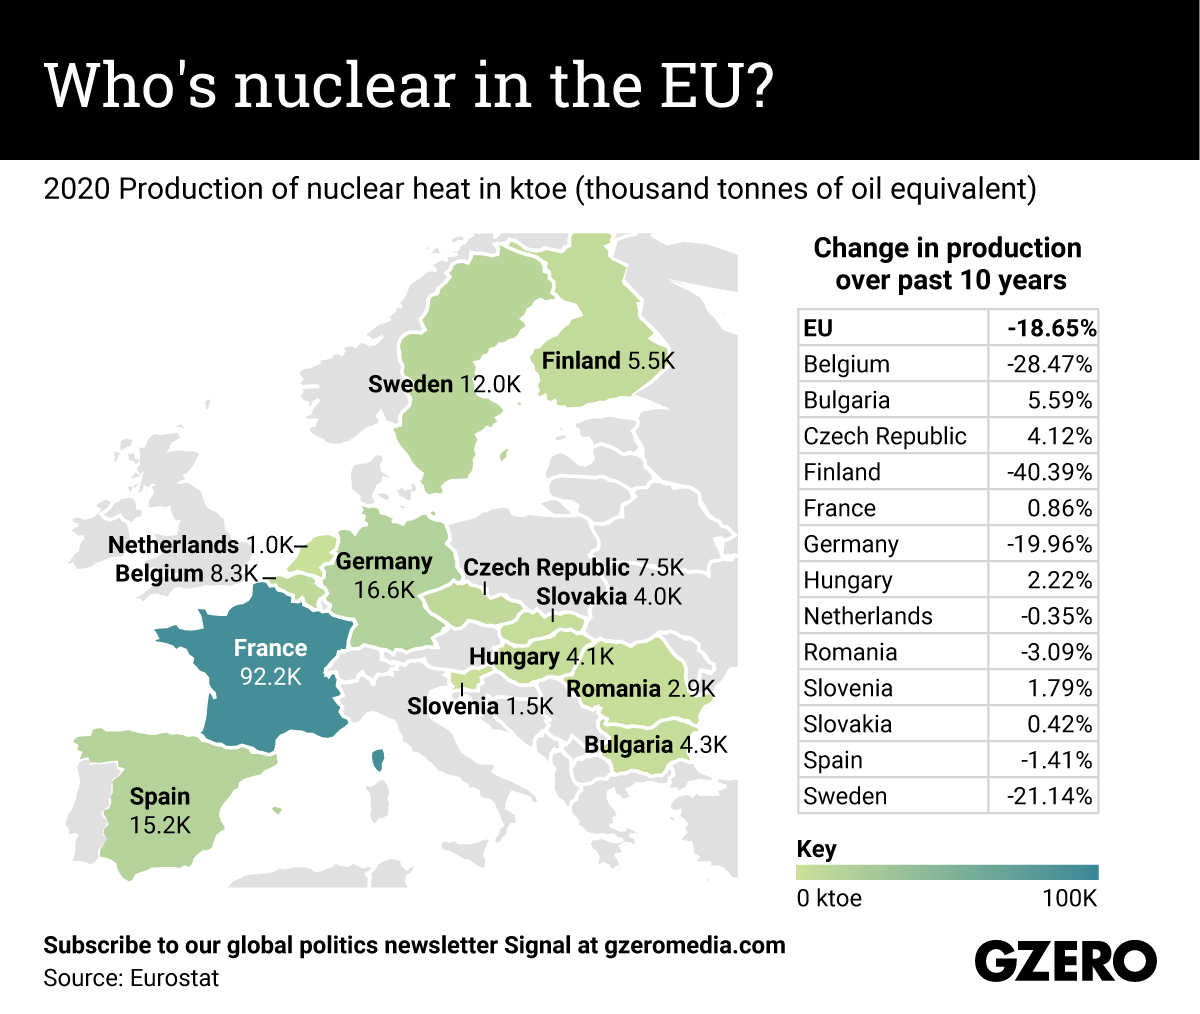 Who's nuclear in the EU?
2020 Production of nuclear heat in ktoe (thousand tonnes of oil equivalent)
Finland 5.5K
Sweden 12.0K
Netherlands 1.0K
Belgium 8.3K
Germany
16.6K
Czech Republic 7.5K
Slovakia 4.0K
France
92.2K
Hungary 4.1K
Romania 2.9K
Slovenia 1.5K
Bulgaria 4.3K
Spain
15.2K
Change in production
over past 10 years
EU -18.65%
Belgium -28.47%
Bulgaria 5.59%
Czech Republic 4.12%
Finland -40.39%
France 0.86%
Germany -19.96%
Hungary 2.22%
Netherlands -0.35%
Romania -3.09%
Slovenia 1.79%
Slovakia 0.42%
Spain -1.41%
Sweden -21.14%
Key
0 ktoe 100K
Subscribe to our global politics newsletter Signal at gzeromedia.com
Source: Eurostat
GZERO